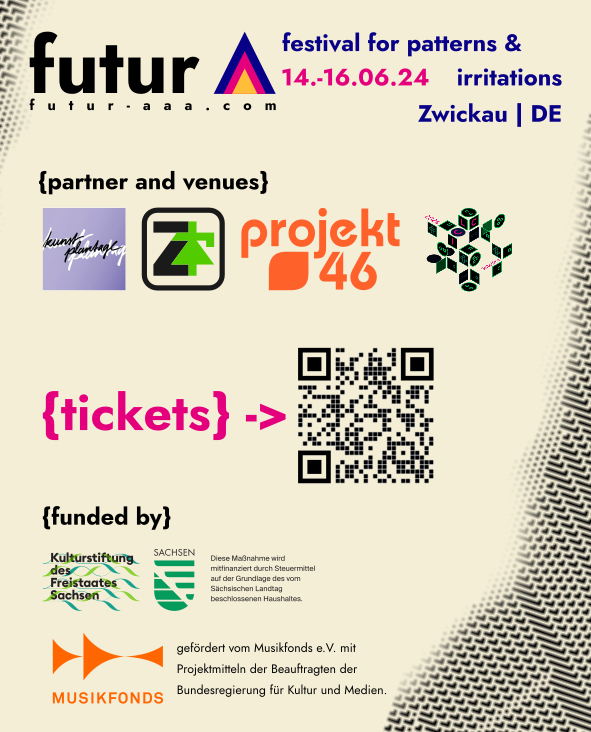 futur
festival for patterns &
14.-16.06.24 irritations
futur-aaa.com
Zwickau | DE
{partner and venues}
kunst
plantage
projekt
46
{tickets} ->
{funded by}
Kulturstiftung
des
Freistaates
Sachsen
SACHSEN
Diese Maßnahme wird
mitfinanziert durch Steuermittel
auf der Grundlage des vom
Sächsischen Landtag
beschlossenen Haushaltes.
MUSIKFONDS
gefördert vom Musikfonds e.V. mit
Projektmitteln der Beauftragten der
Bundesregierung für Kultur und Medien.